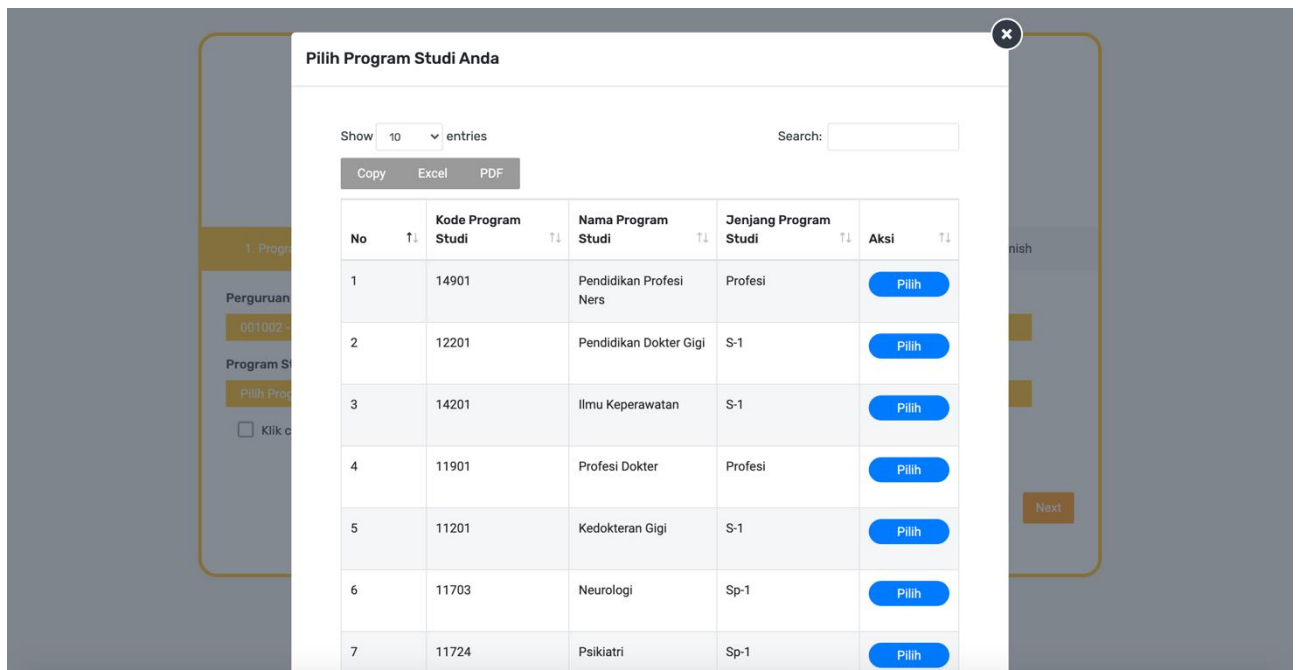 Pilih Program Studi Anda
Show 10 entries
Search:
Copy Excel PDF
No Kode Program Studi Nama Program Studi Jenjang Program Studi Aksi
1 14901 Pendidikan Profesi Ners Profesi Pilih
2 12201 Pendidikan Dokter Gigi S-1 Pilih
3 14201 Ilmu Keperawatan S-1 Pilih
4 11901 Profesi Dokter Profesi Pilih
5 11201 Kedokteran Gigi S-1 Pilih
6 11703 Neurologi Sp-1 Pilih
7 11724 Psikiatri Sp-1 Pilih
1.
Perguruan
001002 -
Program
Pilih
Klik
Next